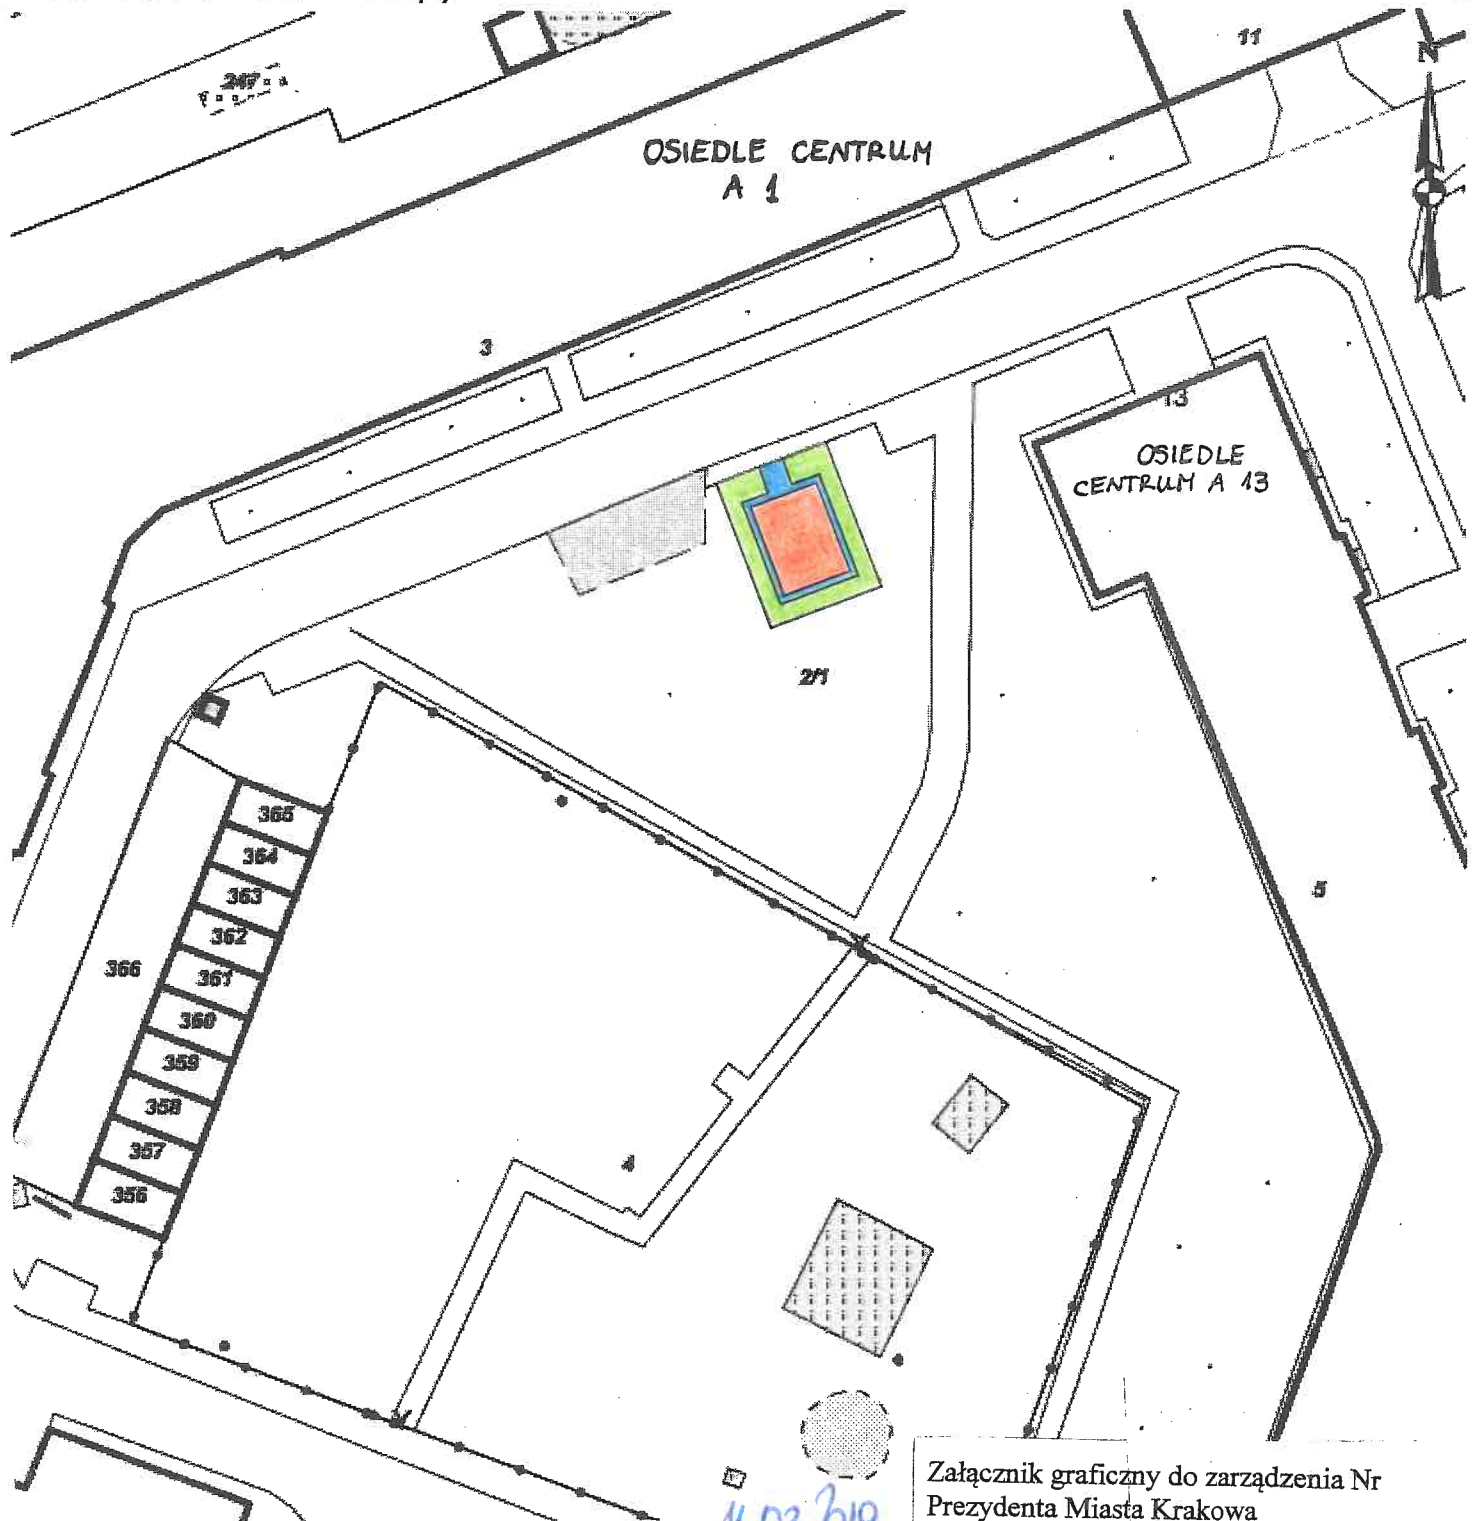 11
N
247
OSIEDLE CENTRUM
A 1
3
13
OSIEDLE
CENTRUM A 13
2/1
365
364
363
362
361
360
359
358
357
356
366
5
4
Załącznik graficzny do zarządzenia Nr
Prezydenta Miasta Krakowa